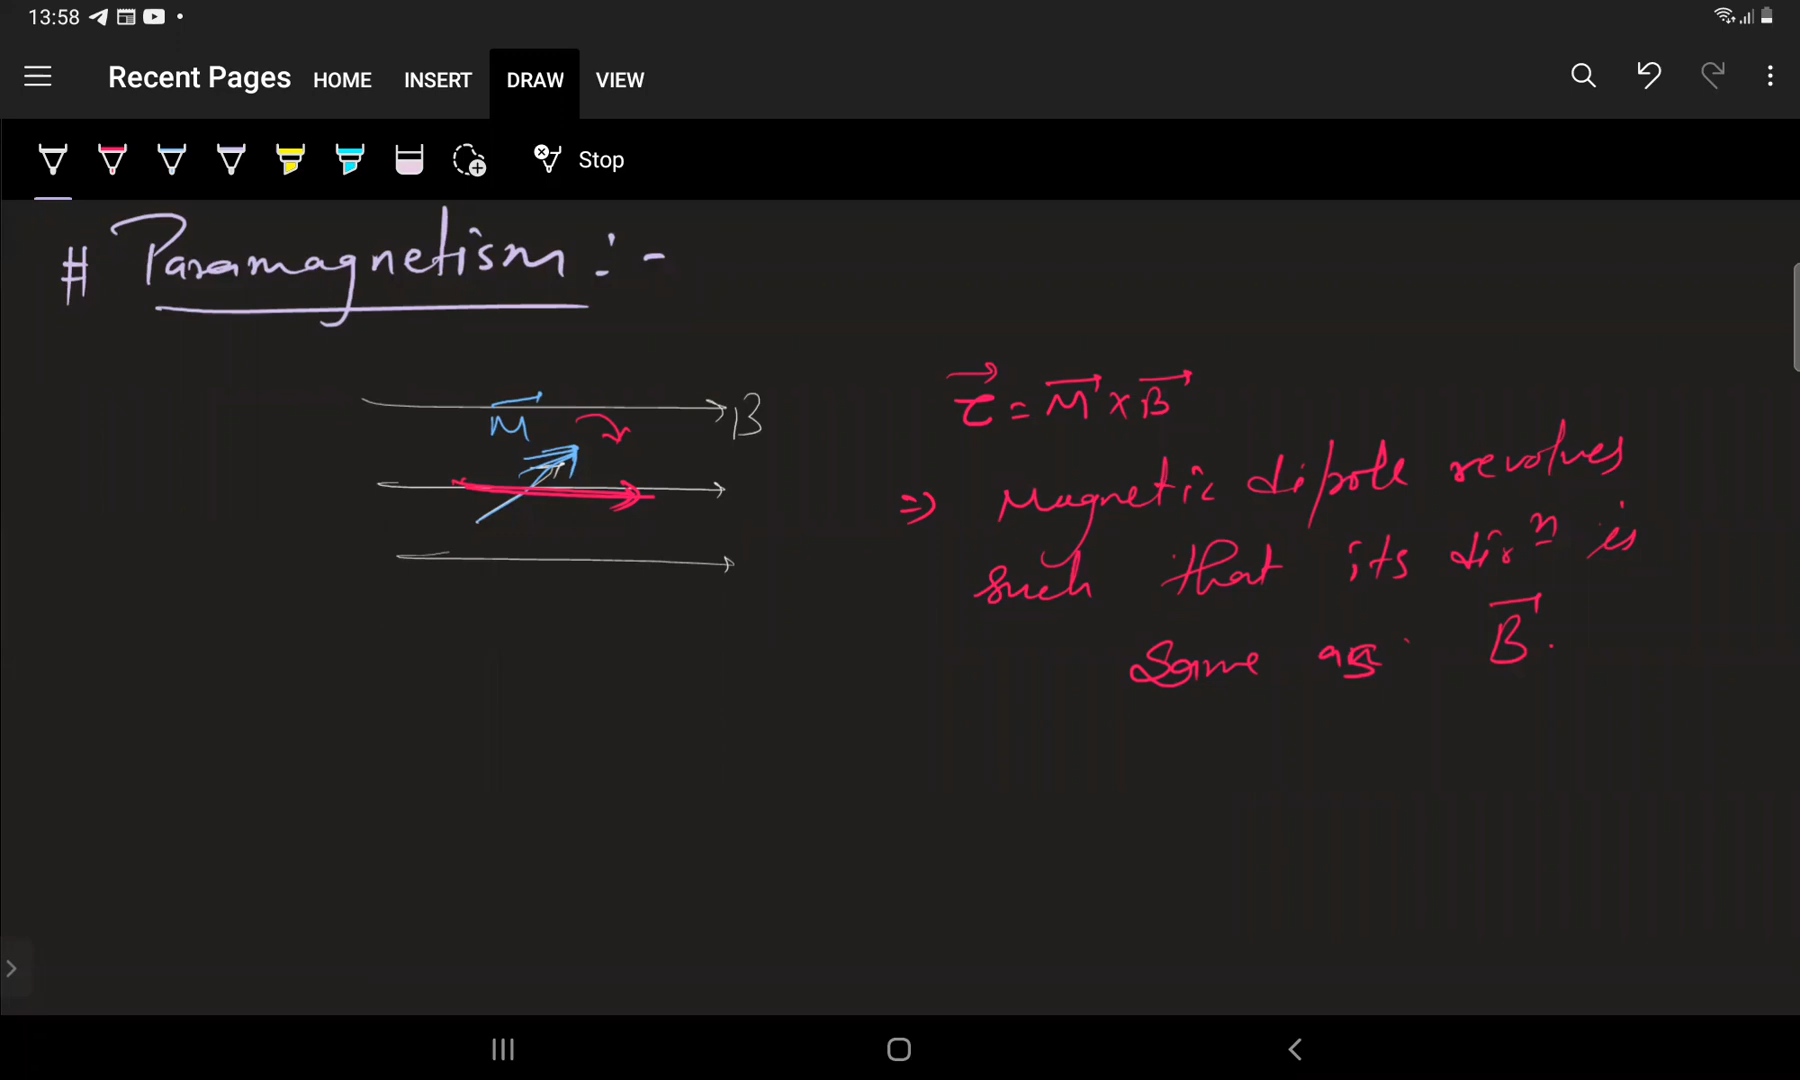 13:58
Recent Pages HOME INSERT DRAW VIEW
Stop
# Paramagnetism :-
B
M
τ = M × B
⇒ Magnetic dipole revolves
such that its dirⁿ is
Same as B.